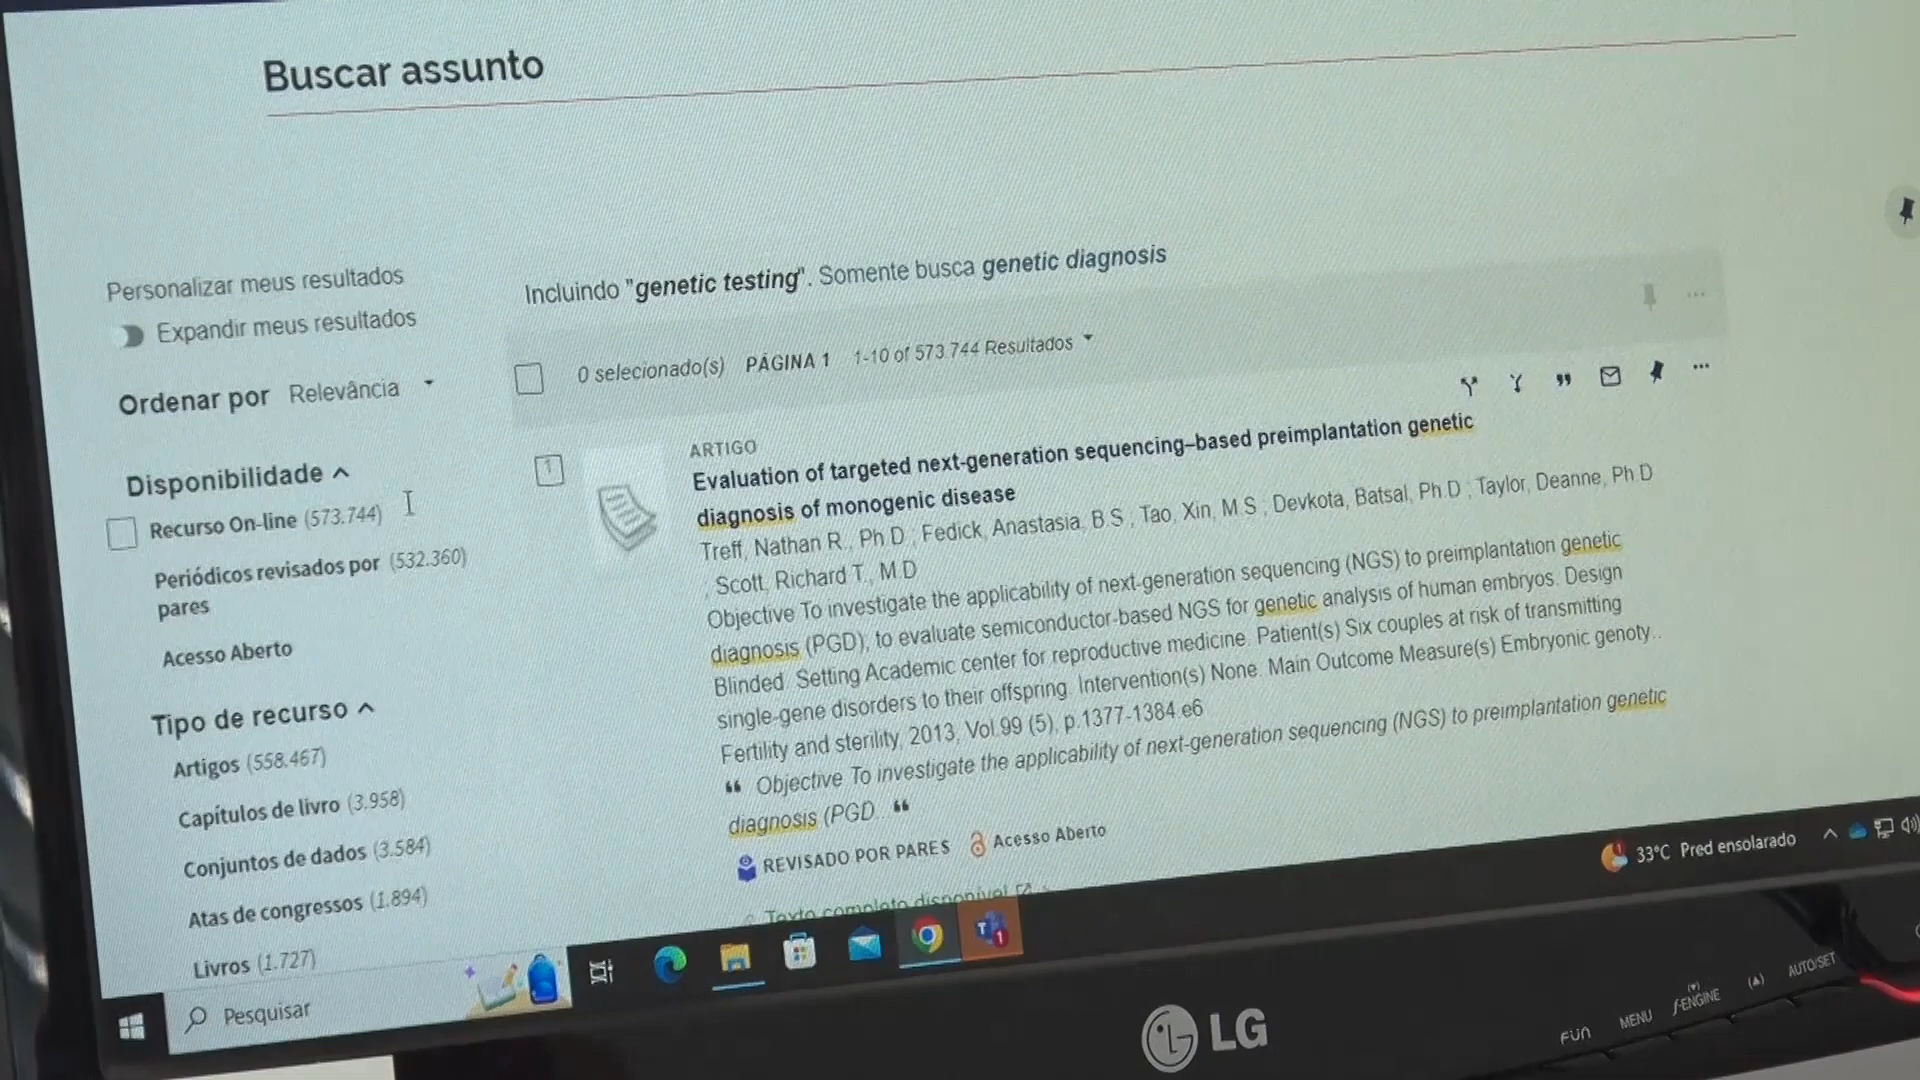 Buscar assunto
Personalizar meus resultados
Expandir meus resultados
Ordenar por Relevância
Disponibilidade
Recurso On-line (573.744)
Periódicos revisados por (532.360)
pares
Acesso Aberto
Tipo de recurso
Artigos (558.467)
Capítulos de livro (3.958)
Conjuntos de dados (3.584)
Atas de congressos (1.894)
Livros (1.727)
Incluindo "genetic testing". Somente busca genetic diagnosis
0 selecionado(s) PÁGINA 1 1-10 of 573.744 Resultados
1
ARTIGO
Evaluation of targeted next-generation sequencing–based preimplantation genetic
diagnosis of monogenic disease
Treff, Nathan R., Ph.D ; Fedick, Anastasia, B.S ; Tao, Xin, M.S ; Devkota, Batsal, Ph.D ; Taylor, Deanne, Ph.D
; Scott, Richard T., M.D
Objective To investigate the applicability of next-generation sequencing (NGS) to preimplantation genetic
diagnosis (PGD), to evaluate semiconductor-based NGS for genetic analysis of human embryos. Design
Blinded. Setting Academic center for reproductive medicine. Patient(s) Six couples at risk of transmitting
single-gene disorders to their offspring. Intervention(s) None. Main Outcome Measure(s) Embryonic genoty...
Fertility and sterility, 2013, Vol.99 (5), p.1377-1384.e6
“ Objective To investigate the applicability of next-generation sequencing (NGS) to preimplantation genetic
diagnosis (PGD. “
REVISADO POR PARES Acesso Aberto
Texto completo disponível
Pesquisar
T 1
1 33°C Pred ensolarado
LG
FUN MENU f-ENGINE AUTO/SET